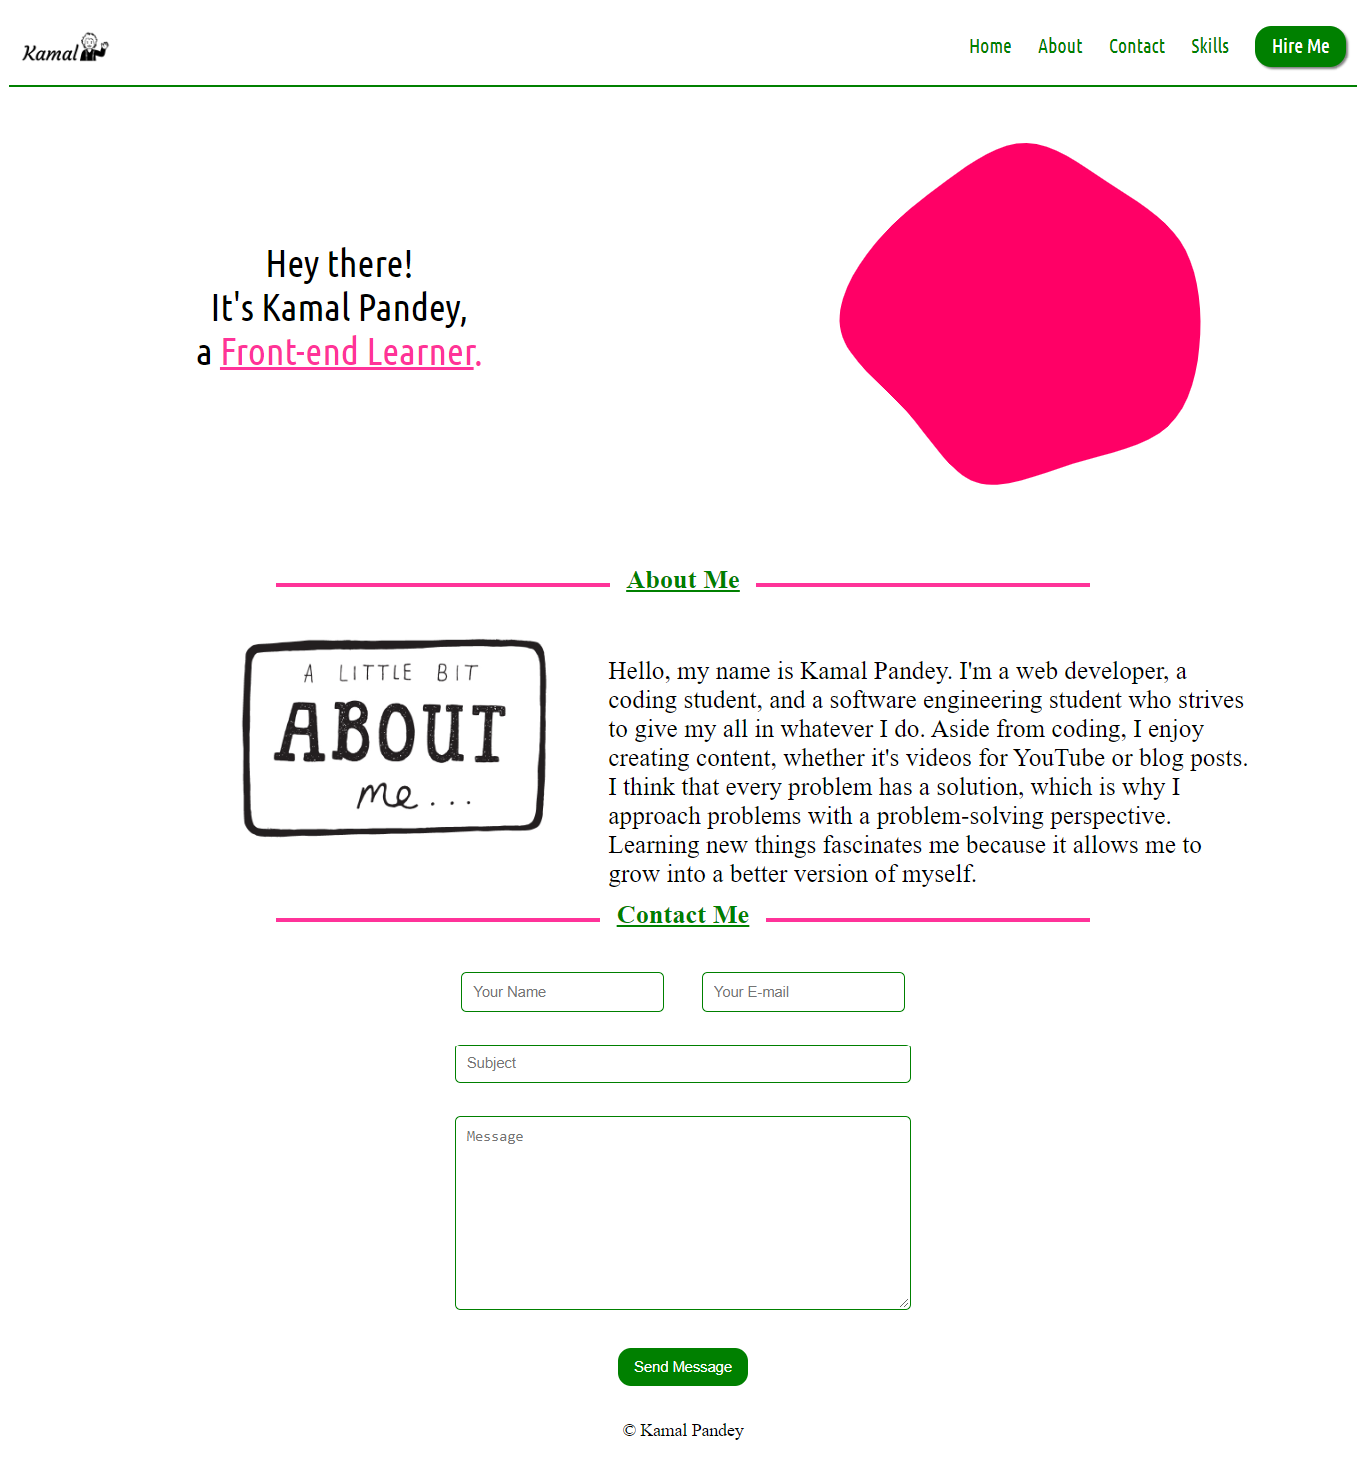 Kamal
Home About Contact Skills Hire Me
Hey there!
It's Kamal Pandey,
a Front-end Learner.
About Me
A LITTLE BIT
ABOUT
me...
Hello, my name is Kamal Pandey. I'm a web developer, a
coding student, and a software engineering student who strives
to give my all in whatever I do. Aside from coding, I enjoy
creating content, whether it's videos for YouTube or blog posts.
I think that every problem has a solution, which is why I
approach problems with a problem-solving perspective.
Learning new things fascinates me because it allows me to
grow into a better version of myself.
Contact Me
Your Name Your E-mail
Subject
Message
Send Message
© Kamal Pandey